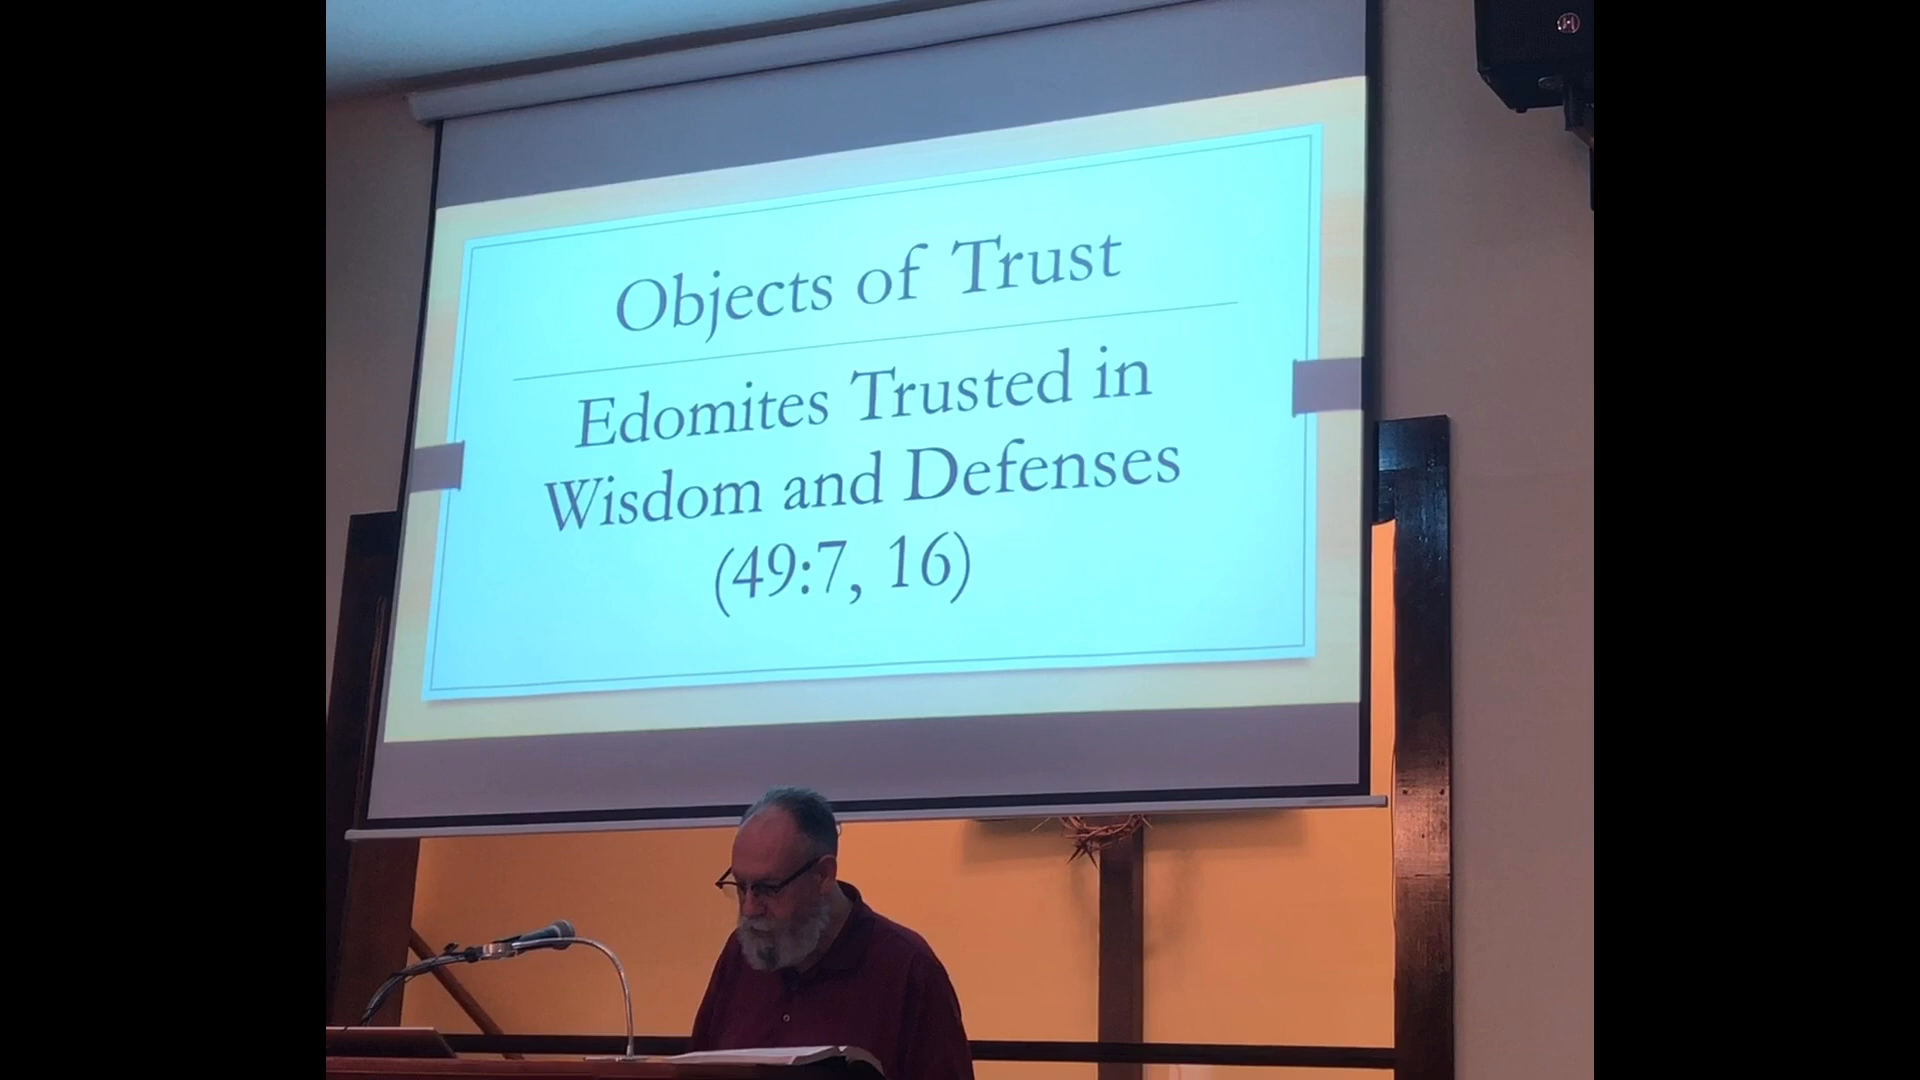 Objects of Trust
Edomites Trusted in
Wisdom and Defenses
(49:7, 16)